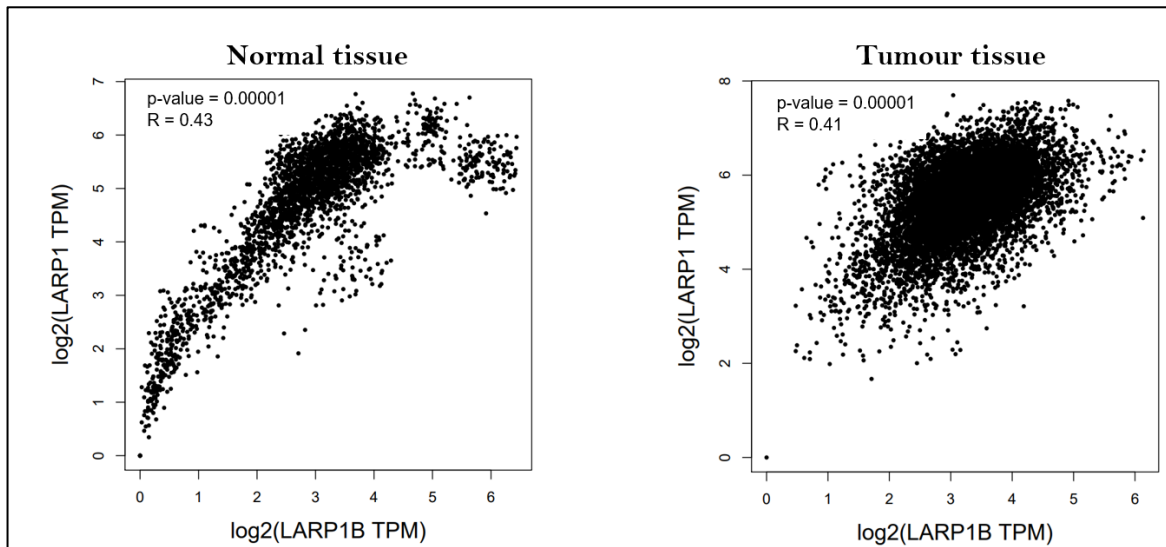 Normal tissue
p-value = 0.00001
R = 0.43
7
6
5
4
3
2
1
0
log2(LARP1 TPM)
0 1 2 3 4 5 6
log2(LARP1B TPM)
Tumour tissue
p-value = 0.00001
R = 0.41
8
6
4
2
0
log2(LARP1 TPM)
0 1 2 3 4 5 6
log2(LARP1B TPM)